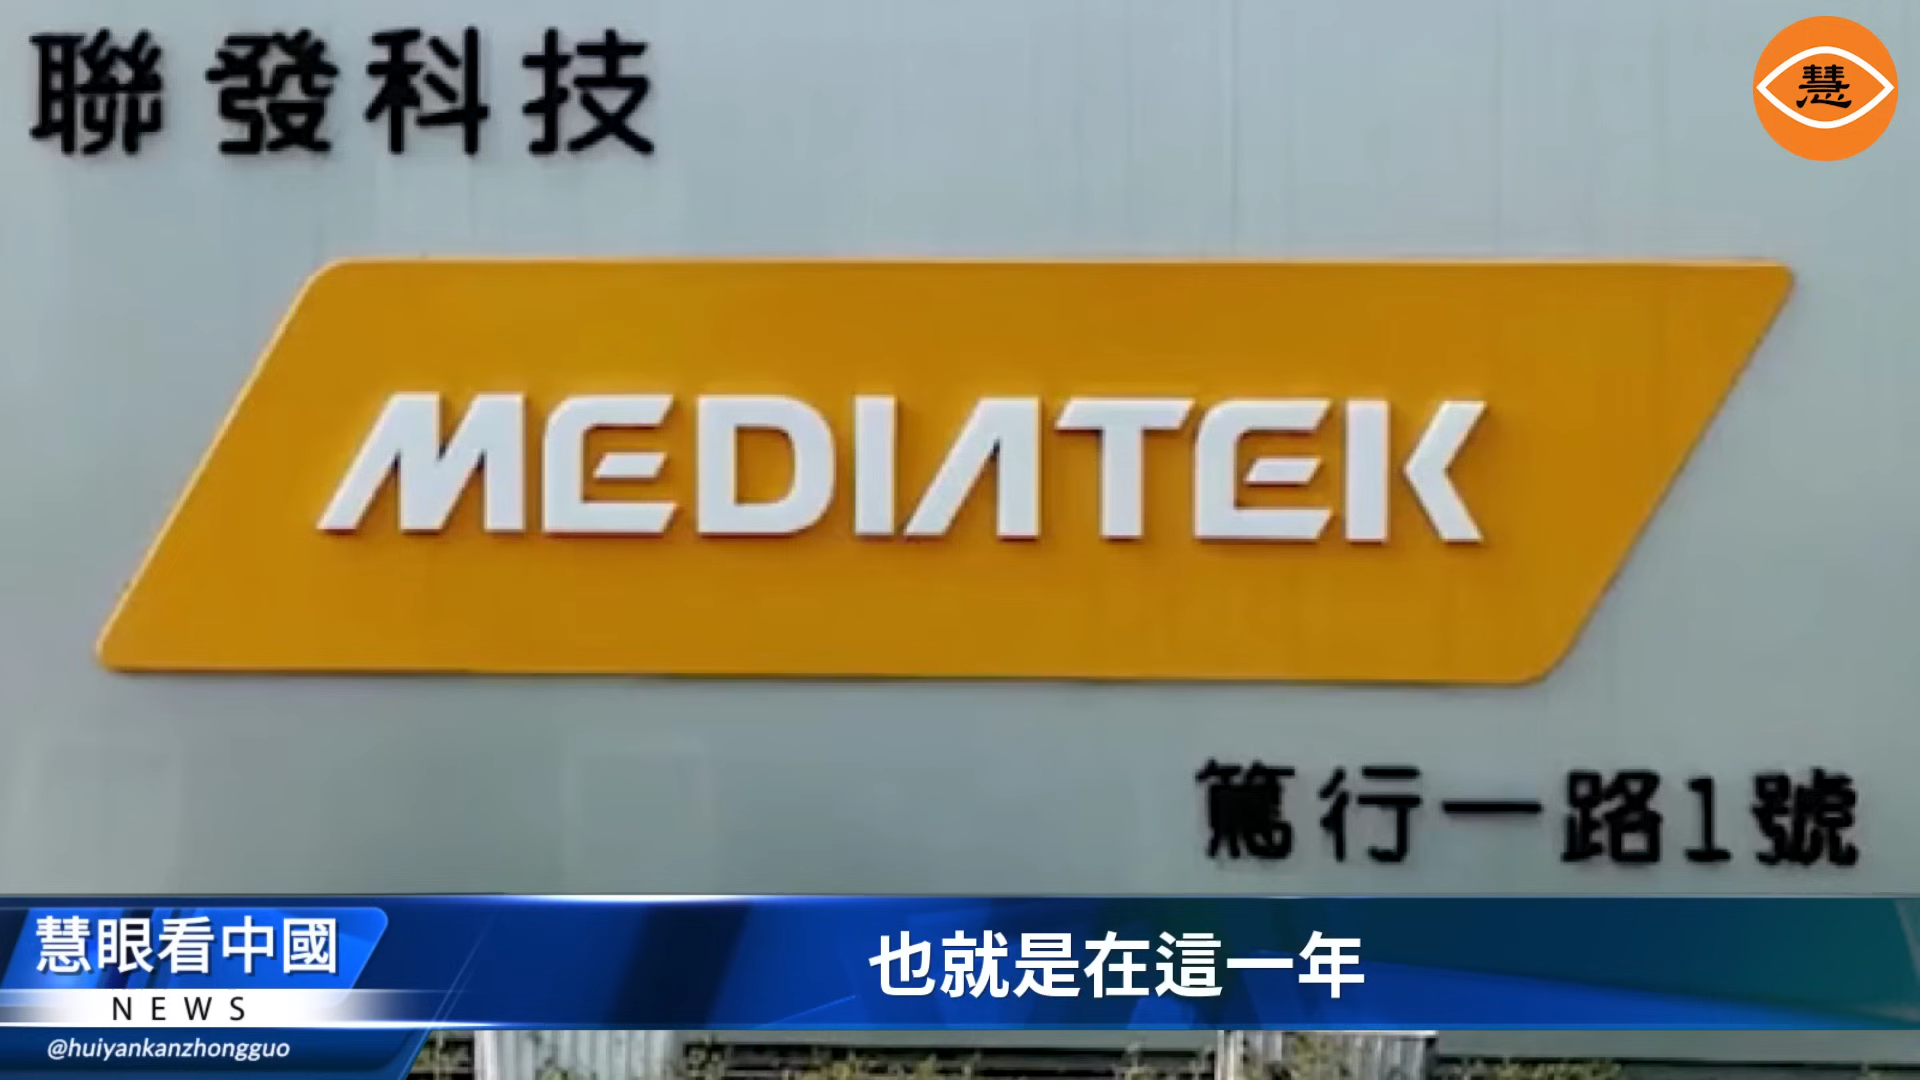 聯發科技
慧
MEDIATEK
篤行一路1號
慧眼看中國
也就是在這一年
NEWS
@huiyankanzhongguo